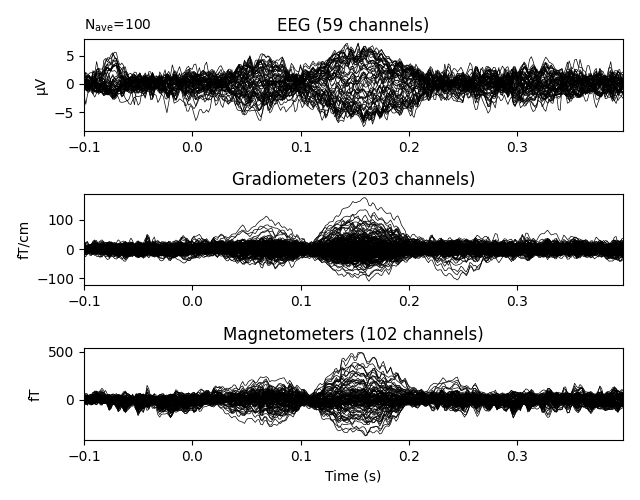 Nave=100
EEG (59 channels)
µV
5
0
−5
−0.1 0.0 0.1 0.2 0.3
Gradiometers (203 channels)
fT/cm
100
0
−100
−0.1 0.0 0.1 0.2 0.3
Magnetometers (102 channels)
fT
500
0
−0.1 0.0 0.1 0.2 0.3
Time (s)